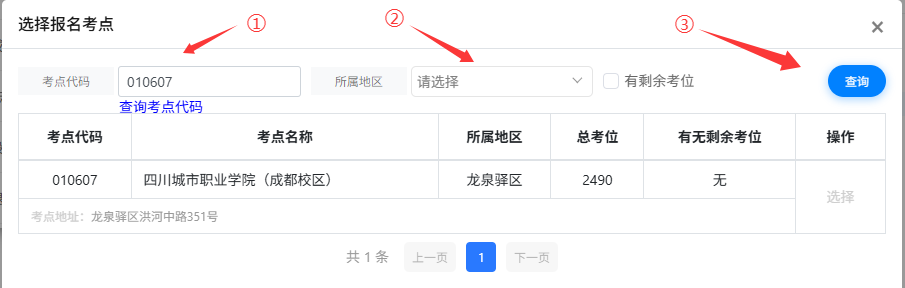 选择报名考点
① ② ③ ×
考点代码 010607 所属地区 请选择 有剩余考位 查询
查询考点代码
考点代码 考点名称 所属地区 总考位 有无剩余考位 操作
010607 四川城市职业学院（成都校区） 龙泉驿区 2490 无 选择
考点地址：龙泉驿区洪河中路351号
共 1 条 上一页 1 下一页